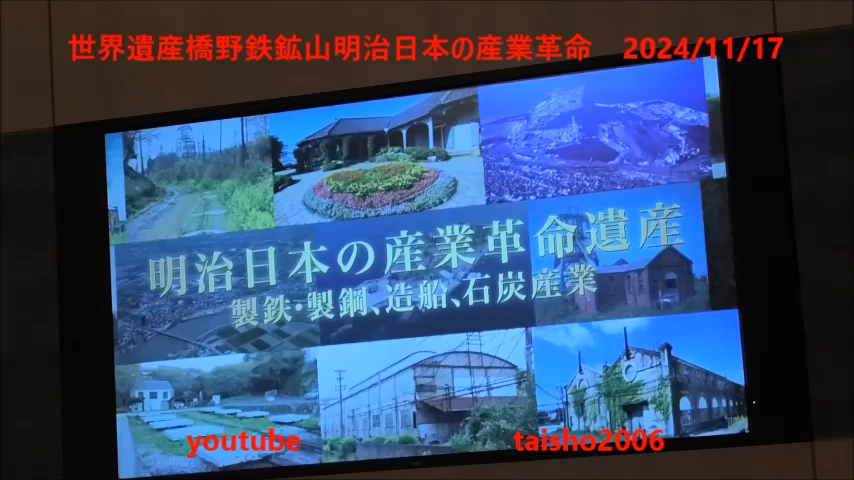 世界遺産橋野鉄鉱山明治日本の産業革命 2024/11/17
明治日本の産業革命遺産
製鉄・製鋼、造船、石炭産業
youtube taisho2006